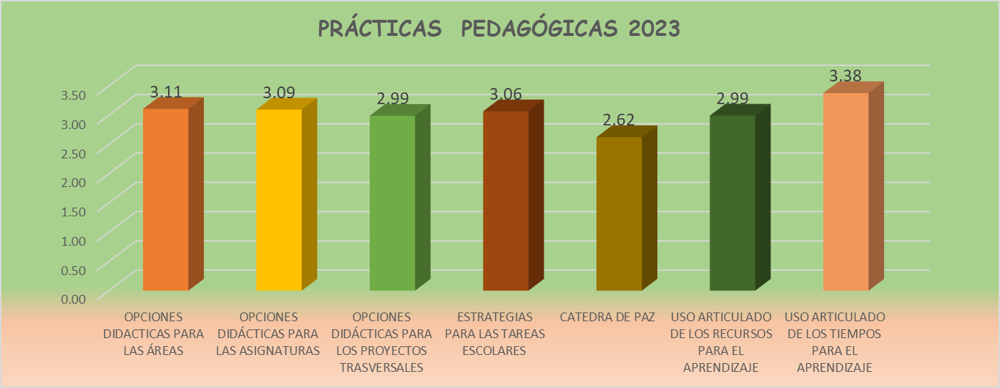 PRÁCTICAS PEDAGÓGICAS 2023
3.50
3.00
2.50
2.00
1.50
1.00
0.50
0.00
3.11
3.09
2.99
3.06
2.62
2.99
3.38
OPCIONES
DIDACTICAS PARA
LAS ÁREAS
OPCIONES
DIDÁCTICAS PARA
LAS ASIGNATURAS
OPCIONES
DIDÁCTICAS PARA
LOS PROYECTOS
TRASVERSALES
ESTRATEGIAS
PARA LAS TAREAS
ESCOLARES
CATEDRA DE PAZ
USO ARTICULADO
DE LOS RECURSOS
PARA EL
APRENDIZAJE
USO ARTICULADO
DE LOS TIEMPOS
PARA EL
APRENDIZAJE